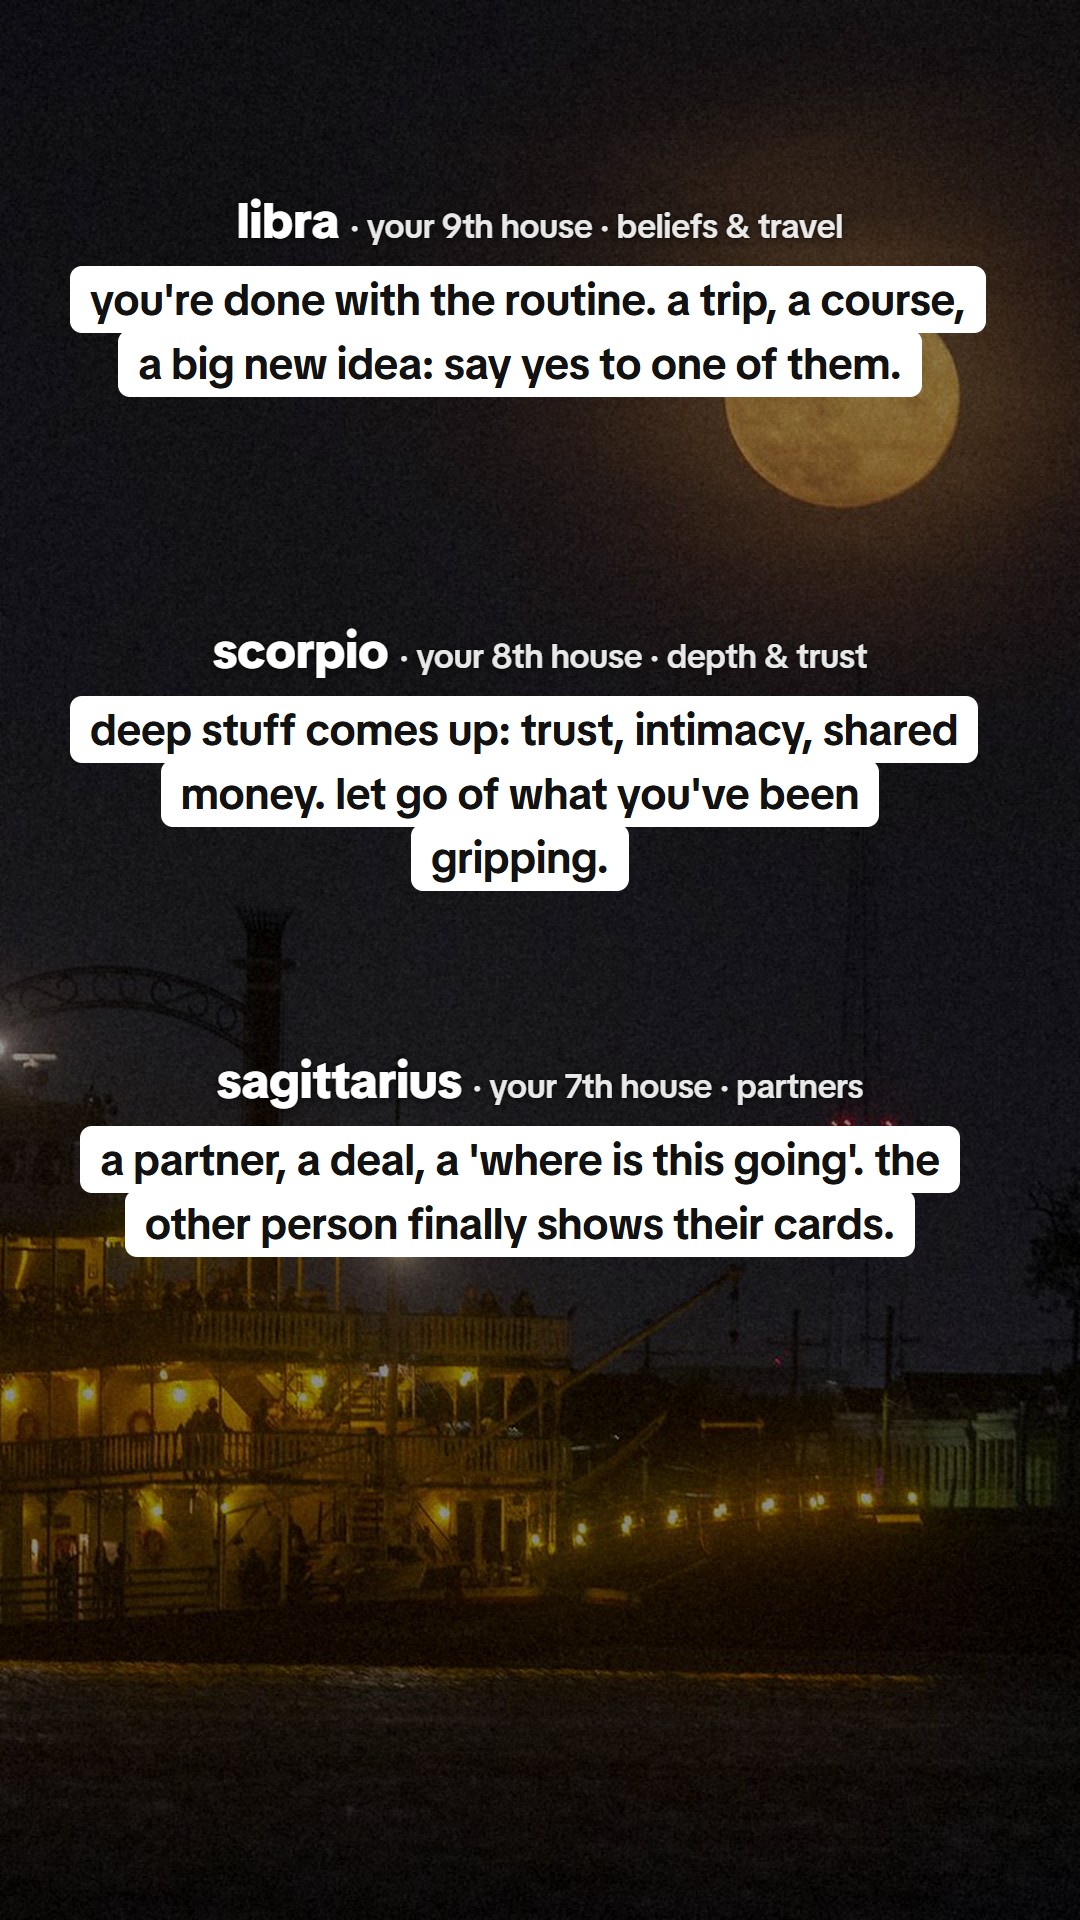 libra · your 9th house · beliefs & travel
you're done with the routine. a trip, a course,
a big new idea: say yes to one of them.
scorpio · your 8th house · depth & trust
deep stuff comes up: trust, intimacy, shared
money. let go of what you've been
gripping.
sagittarius · your 7th house · partners
a partner, a deal, a 'where is this going'. the
other person finally shows their cards.